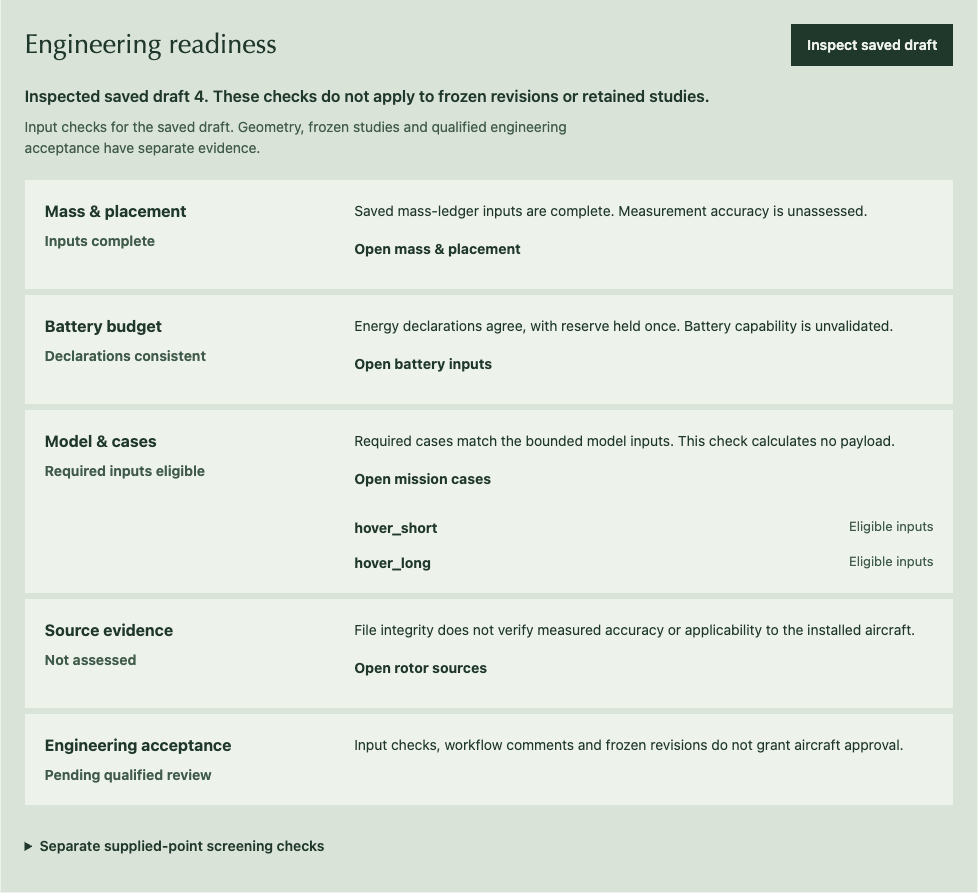 Engineering readiness
Inspect saved draft
Inspected saved draft 4. These checks do not apply to frozen revisions or retained studies.
Input checks for the saved draft. Geometry, frozen studies and qualified engineering
acceptance have separate evidence.
Mass & placement
Inputs complete
Saved mass-ledger inputs are complete. Measurement accuracy is unassessed.
Open mass & placement
Battery budget
Declarations consistent
Energy declarations agree, with reserve held once. Battery capability is unvalidated.
Open battery inputs
Model & cases
Required inputs eligible
Required cases match the bounded model inputs. This check calculates no payload.
Open mission cases
hover_short
Eligible inputs
hover_long
Eligible inputs
Source evidence
Not assessed
File integrity does not verify measured accuracy or applicability to the installed aircraft.
Open rotor sources
Engineering acceptance
Pending qualified review
Input checks, workflow comments and frozen revisions do not grant aircraft approval.
Separate supplied-point screening checks